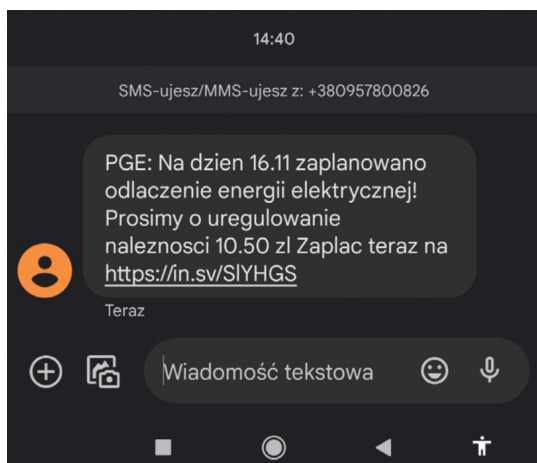 14:40
SMS-ujesz/MMS-ujesz z: +380957800826
PGE: Na dzien 16.11 zaplanowano
odlaczenie energii elektrycznej!
Prosimy o uregulowanie
naleznosci 10.50 zl Zaplac teraz na
https://in.sv/SlYHGS
Teraz
Wiadomość tekstowa